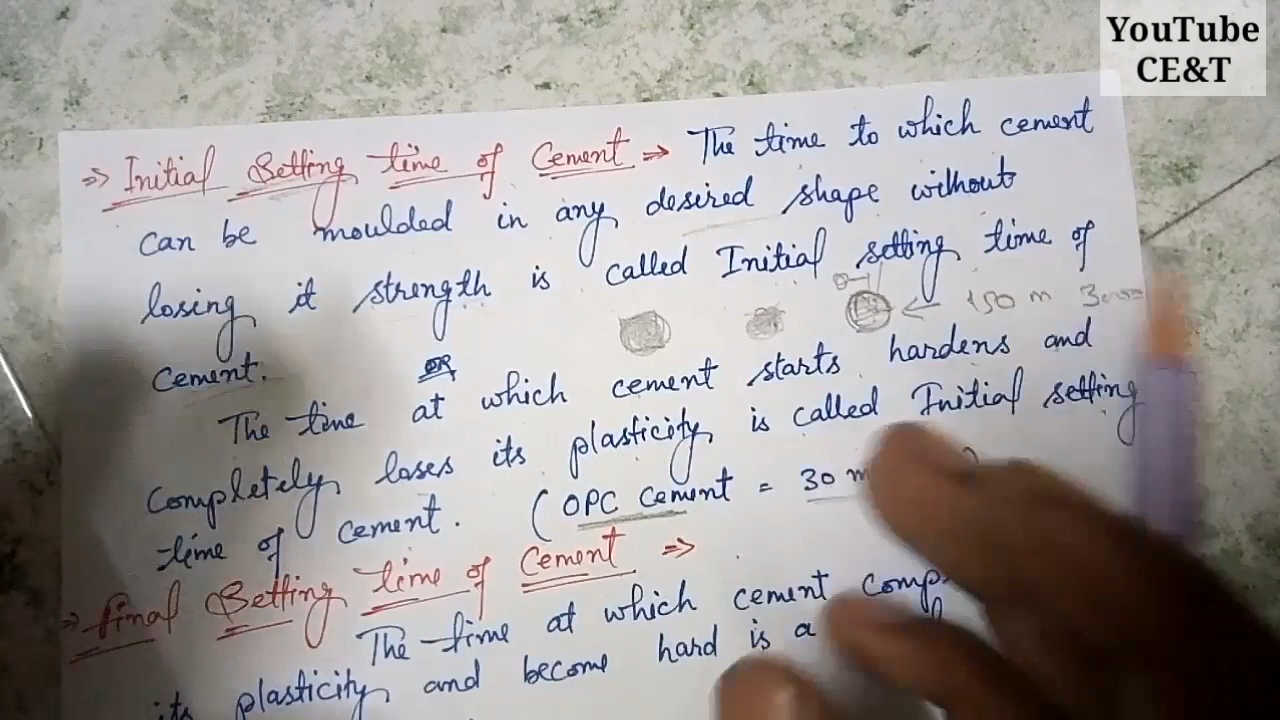 YouTube
CE&T
⇒ Initial Setting time of Cement ⇒ The time to which cement
can be moulded in any desired shape without
losing it strength is called Initial setting time of
cement.
OR
The time at which cement starts hardens and
completely loses its plasticity is called Initial setting
time of cement. (OPC Cement = 30 m
⇒ final Setting time of Cement ⇒
The time at which cement comp
its plasticity and become hard is a